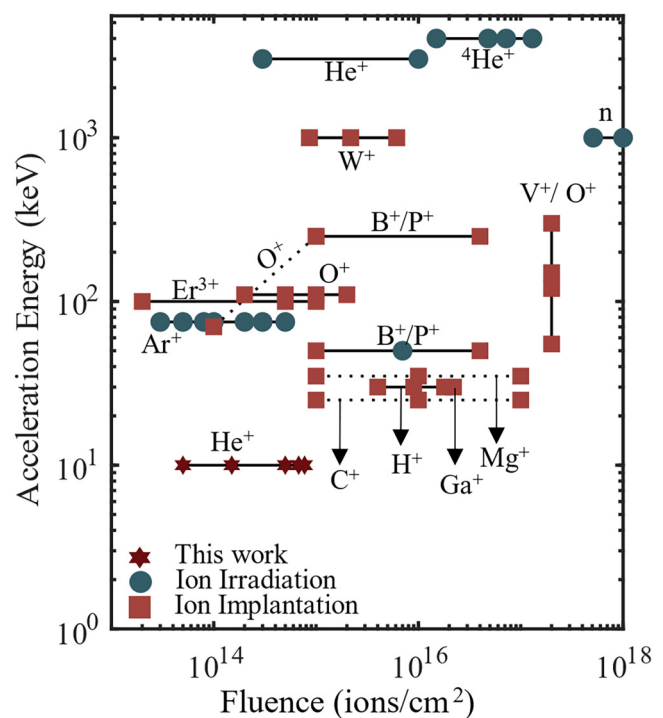 ⁴He⁺
He⁺
n
10³
W⁺
V⁺/ O⁺
B⁺/P⁺
O⁺
O⁺
Er³⁺
10²
Ar⁺
B⁺/P⁺
He⁺
10¹
C⁺
H⁺
Ga⁺
Mg⁺
Acceleration Energy (keV)
This work
Ion Irradiation
Ion Implantation
10⁰
10¹⁴
10¹⁶
10¹⁸
Fluence (ions/cm²)